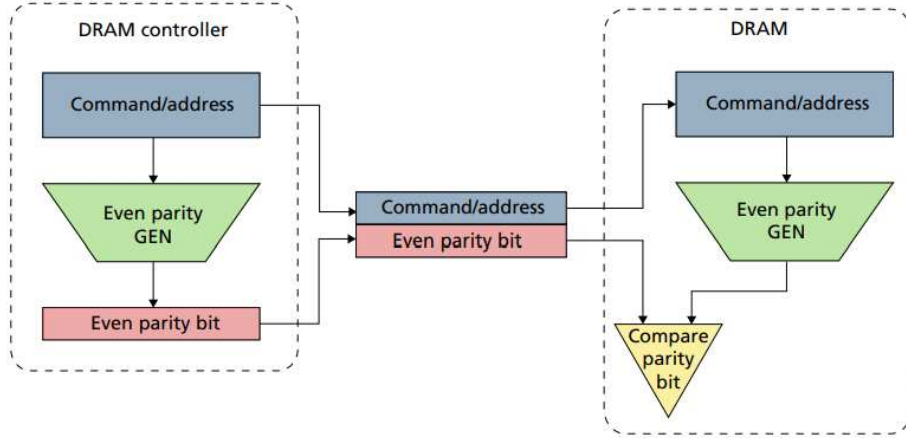 DRAM controller
Command/address
Even parity
GEN
Even parity bit
Command/address
Even parity bit
DRAM
Command/address
Even parity
GEN
Compare
parity
bit